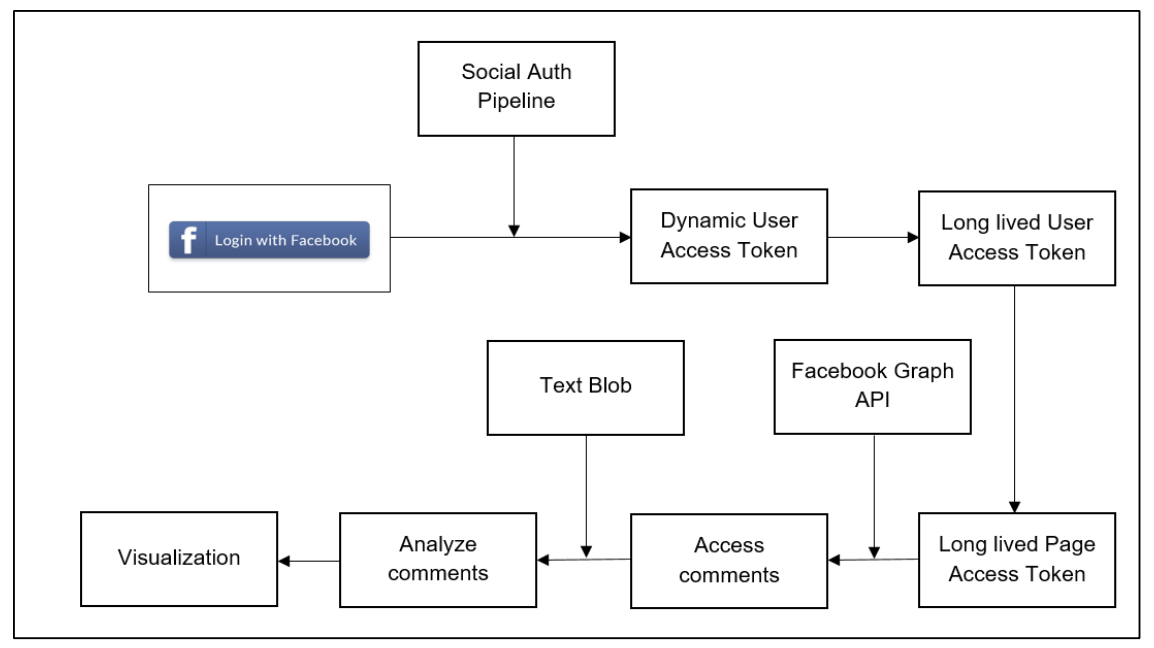 Social Auth
Pipeline
f Login with Facebook
Dynamic User
Access Token
Long lived User
Access Token
Text Blob
Facebook Graph
API
Visualization
Analyze
comments
Access
comments
Long lived Page
Access Token